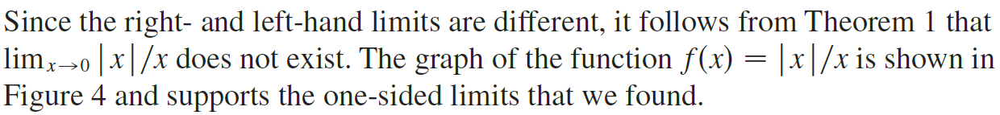 Since the right- and left-hand limits are different, it follows from Theorem 1 that
limₓ→₀ |x|/x does not exist. The graph of the function f(x) = |x|/x is shown in
Figure 4 and supports the one-sided limits that we found.